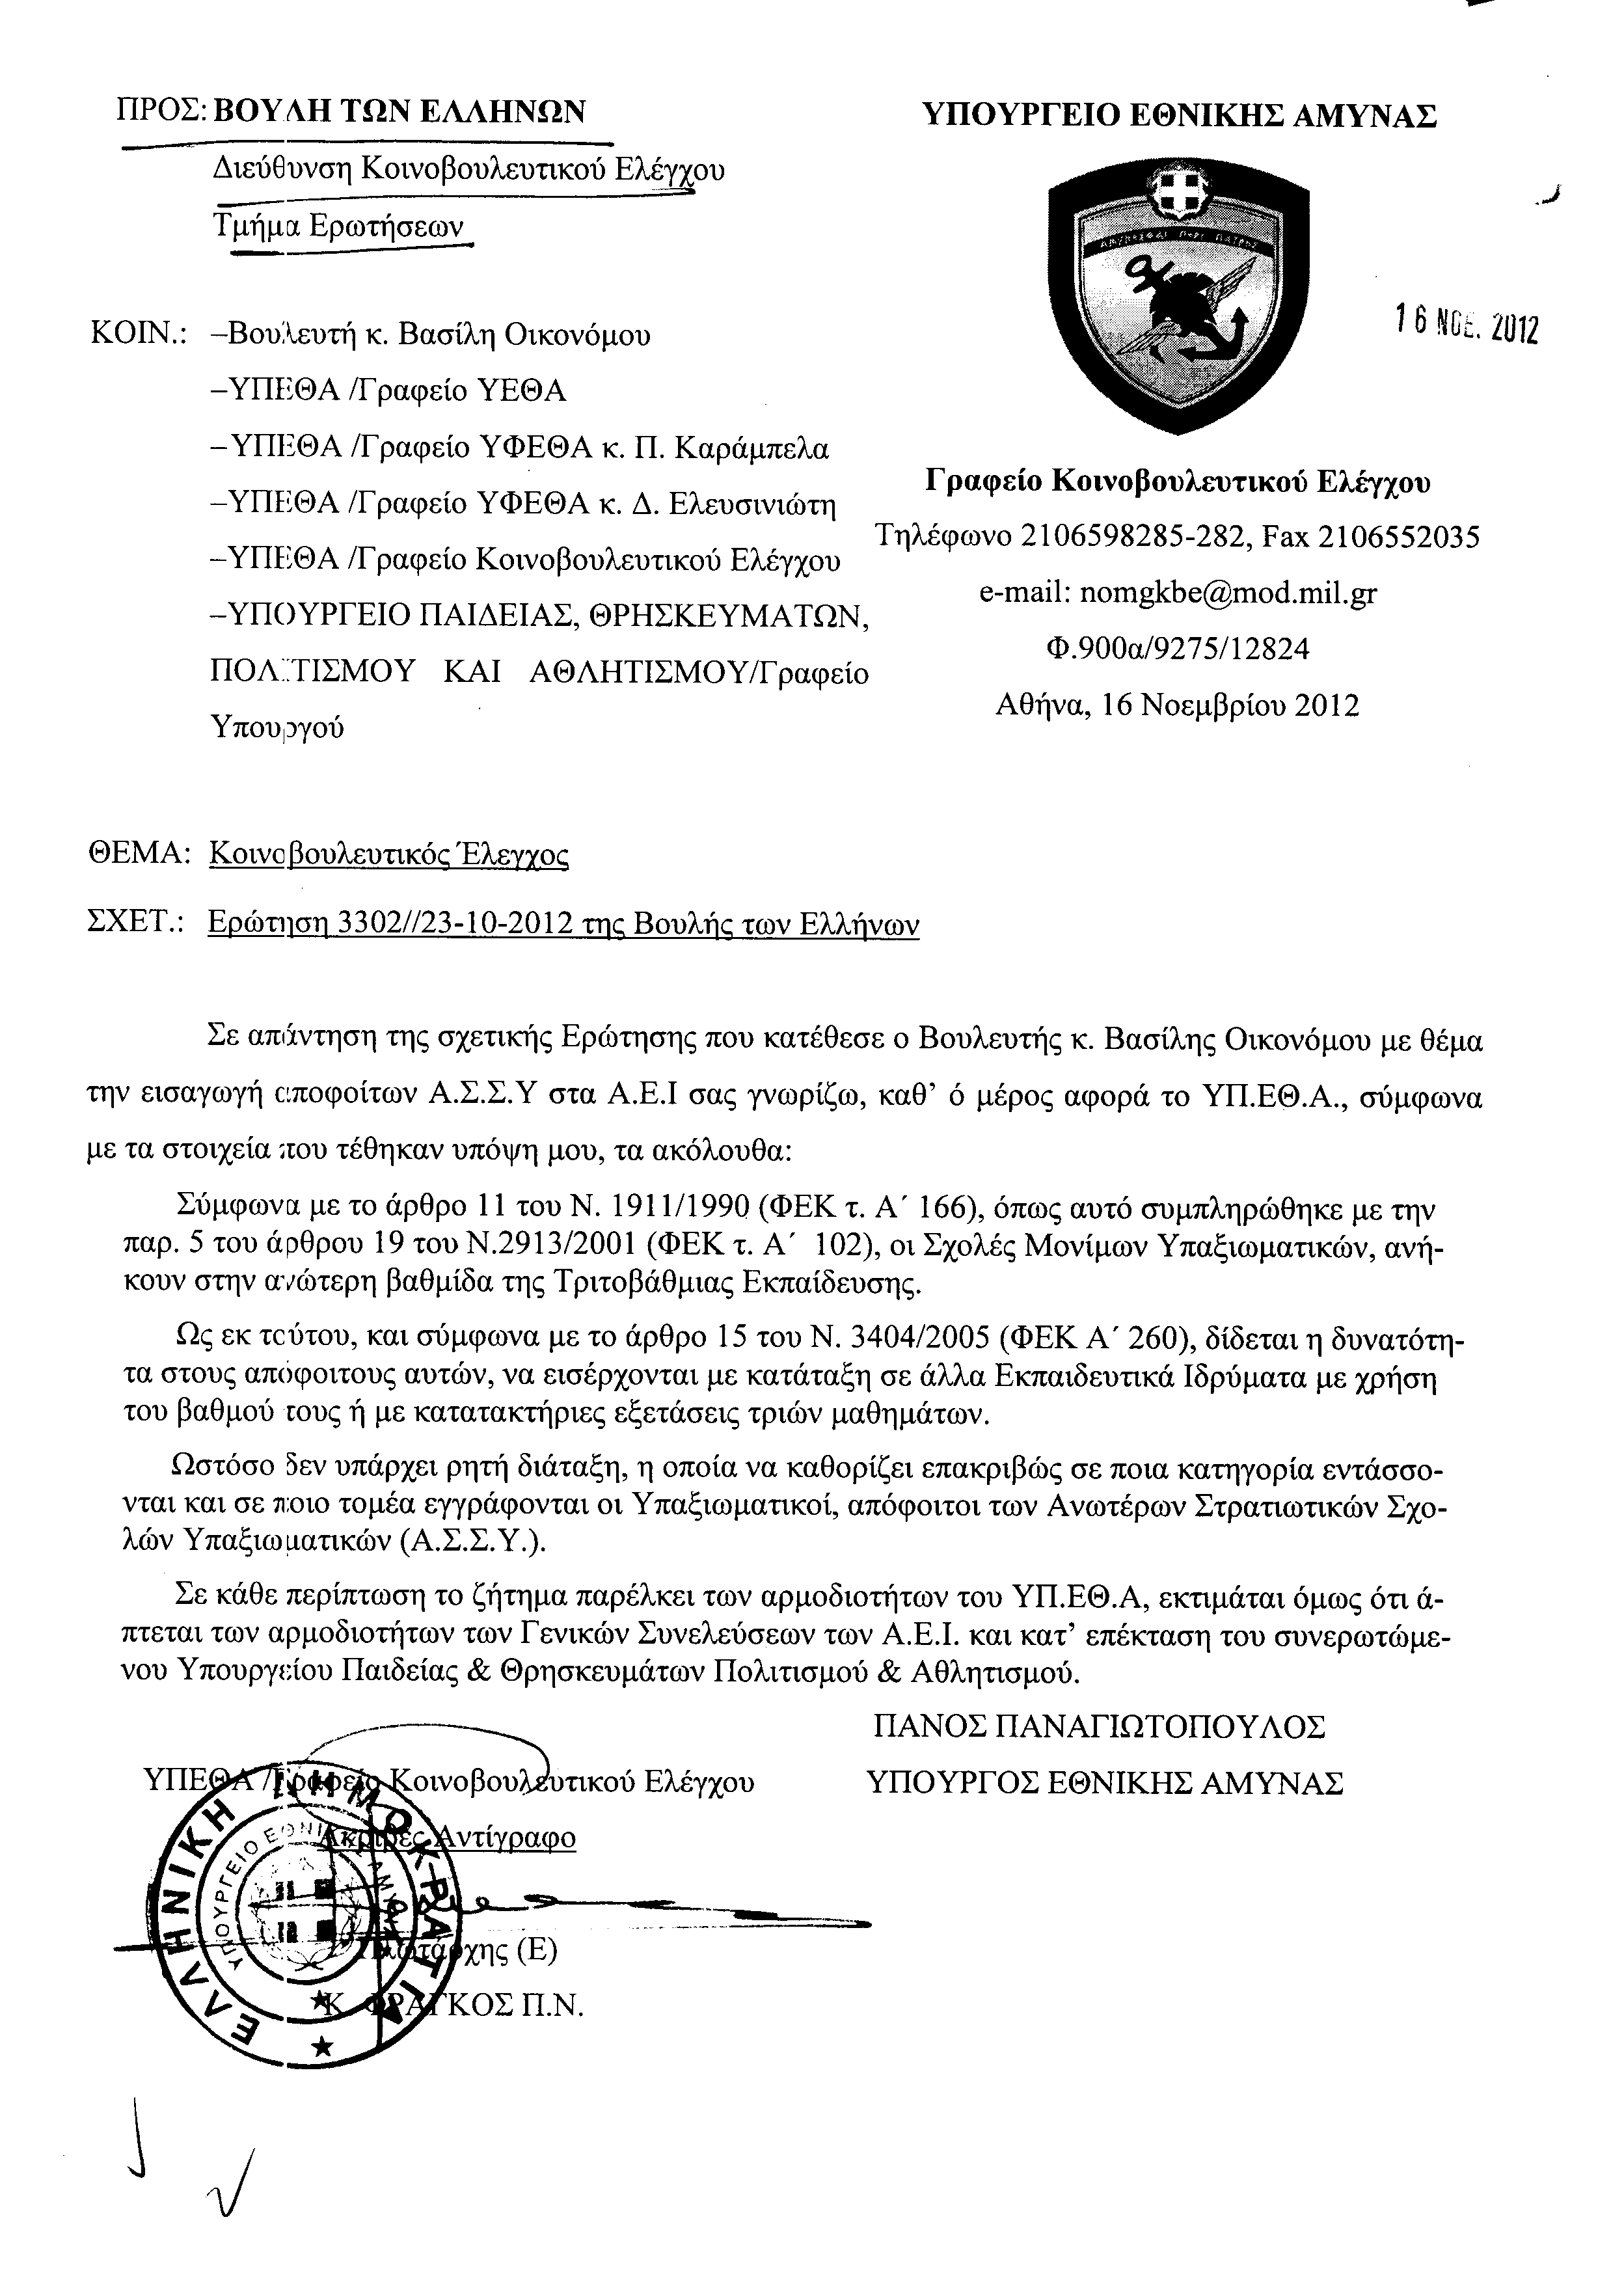 ΠΡΟΣ: ΒΟΥΛΗ ΤΩΝ ΕΛΛΗΝΩΝ
Διεύθυνση Κοινοβουλευτικού Ελέγχου
Τμήμα Ερωτήσεων
ΚΟΙΝ.: –Βουλευτή κ. Βασίλη Οικονόμου
–ΥΠΕΘΑ /Γραφείο ΥΕΘΑ
–ΥΠΕΘΑ /Γραφείο ΥΦΕΘΑ κ. Π. Καράμπελα
–ΥΠΕΘΑ /Γραφείο ΥΦΕΘΑ κ. Δ. Ελευσινιώτη
–ΥΠΕΘΑ /Γραφείο Κοινοβουλευτικού Ελέγχου
–ΥΠΟΥΡΓΕΙΟ ΠΑΙΔΕΙΑΣ, ΘΡΗΣΚΕΥΜΑΤΩΝ,
ΠΟΛΙΤΙΣΜΟΥ ΚΑΙ ΑΘΛΗΤΙΣΜΟΥ/Γραφείο
Υπουργού
ΥΠΟΥΡΓΕΙΟ ΕΘΝΙΚΗΣ ΑΜΥΝΑΣ
16 ΝΟΕ. 2012
Γραφείο Κοινοβουλευτικού Ελέγχου
Τηλέφωνο 2106598285-282, Fax 2106552035
e-mail: nomgkbe@mod.mil.gr
Φ.900α/9275/12824
Αθήνα, 16 Νοεμβρίου 2012
ΘΕΜΑ: Κοινοβουλευτικός Έλεγχος
ΣΧΕΤ.: Ερώτηση 3302//23-10-2012 της Βουλής των Ελλήνων
Σε απάντηση της σχετικής Ερώτησης που κατέθεσε ο Βουλευτής κ. Βασίλης Οικονόμου με θέμα
την εισαγωγή αποφοίτων Α.Σ.Σ.Υ στα Α.Ε.Ι σας γνωρίζω, καθ’ ό μέρος αφορά το ΥΠ.ΕΘ.Α., σύμφωνα
με τα στοιχεία που τέθηκαν υπόψη μου, τα ακόλουθα:
Σύμφωνα με το άρθρο 11 του Ν. 1911/1990 (ΦΕΚ τ. Α΄ 166), όπως αυτό συμπληρώθηκε με την
παρ. 5 του άρθρου 19 του Ν.2913/2001 (ΦΕΚ τ. Α΄ 102), οι Σχολές Μονίμων Υπαξιωματικών, ανή-
κουν στην ανώτερη βαθμίδα της Τριτοβάθμιας Εκπαίδευσης.
Ως εκ τούτου, και σύμφωνα με το άρθρο 15 του Ν. 3404/2005 (ΦΕΚ Α΄ 260), δίδεται η δυνατότη-
τα στους απόφοιτους αυτών, να εισέρχονται με κατάταξη σε άλλα Εκπαιδευτικά Ιδρύματα με χρήση
του βαθμού τους ή με κατατακτήριες εξετάσεις τριών μαθημάτων.
Ωστόσο δεν υπάρχει ρητή διάταξη, η οποία να καθορίζει επακριβώς σε ποια κατηγορία εντάσσο-
νται και σε ποιο τομέα εγγράφονται οι Υπαξιωματικοί, απόφοιτοι των Ανωτέρων Στρατιωτικών Σχο-
λών Υπαξιωματικών (Α.Σ.Σ.Υ.).
Σε κάθε περίπτωση το ζήτημα παρέλκει των αρμοδιοτήτων του ΥΠ.ΕΘ.Α, εκτιμάται όμως ότι ά-
πτεται των αρμοδιοτήτων των Γενικών Συνελεύσεων των Α.Ε.Ι. και κατ’ επέκταση του συνερωτώμε-
νου Υπουργείου Παιδείας & Θρησκευμάτων Πολιτισμού & Αθλητισμού.
ΠΑΝΟΣ ΠΑΝΑΓΙΩΤΟΠΟΥΛΟΣ
ΥΠΟΥΡΓΟΣ ΕΘΝΙΚΗΣ ΑΜΥΝΑΣ
ΥΠΕΘΑ /Γραφείο Κοινοβουλευτικού Ελέγχου
Ακριβές Αντίγραφο
Πλωτάρχης (Ε)
Κ. ΦΡΑΓΚΟΣ Π.Ν.
ΕΛΛΗΝΙΚΗ ΔΗΜΟΚΡΑΤΙΑ
ΥΠΟΥΡΓΕΙΟ ΕΘΝΙΚΗΣ ΑΜΥΝΑΣ